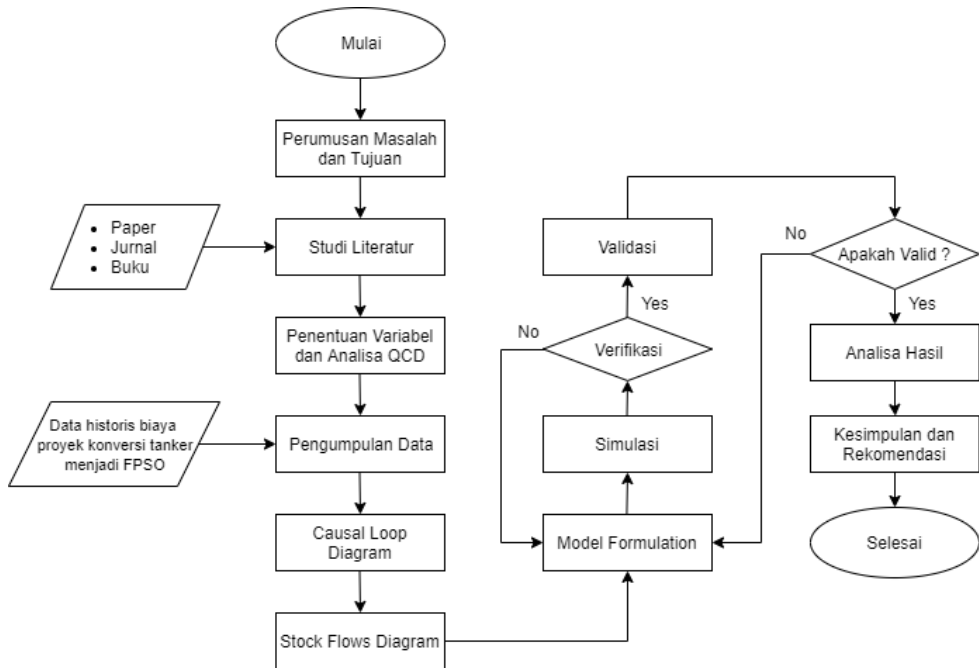 Mulai
Perumusan Masalah
dan Tujuan
• Paper
• Jurnal
• Buku
Studi Literatur
Penentuan Variabel
dan Analisa QCD
Data historis biaya
proyek konversi tanker
menjadi FPSO
Pengumpulan Data
Causal Loop
Diagram
Stock Flows Diagram
Model Formulation
Simulasi
Verifikasi
No
Yes
Validasi
Apakah Valid ?
No
Yes
Analisa Hasil
Kesimpulan dan
Rekomendasi
Selesai